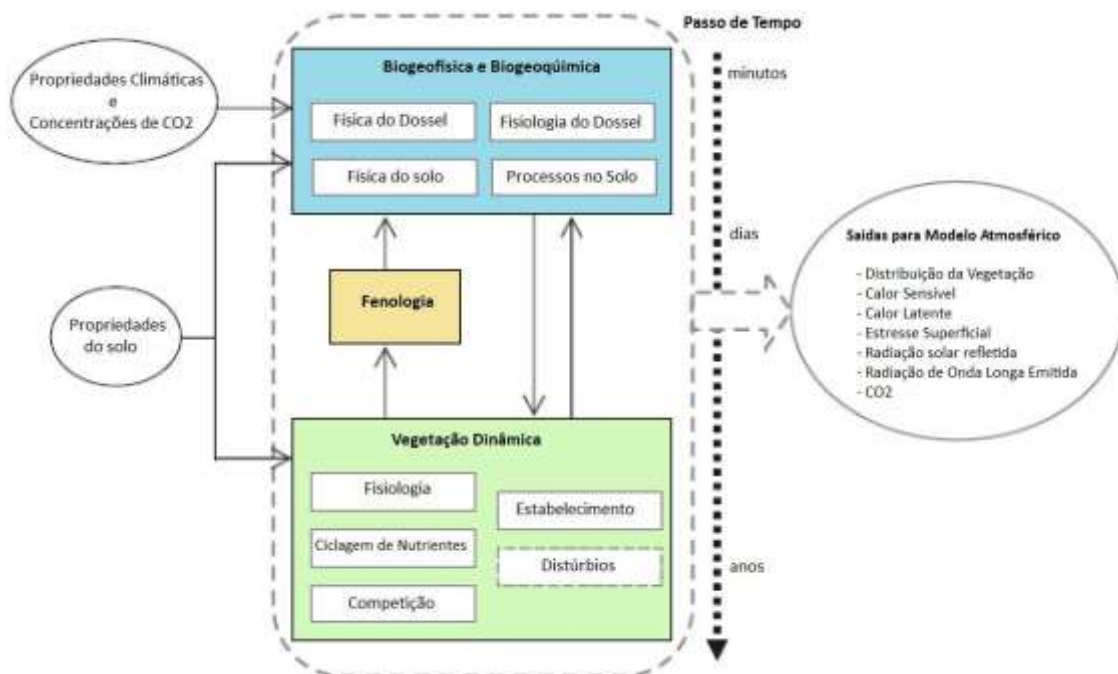 Passo de Tempo
Propriedades Climáticas
e
Concentrações de CO2
Biogeofísica e Biogeoqûimica
Física do Dossel
Fisiologia do Dossel
Física do solo
Processos no Solo
minutos
dias
Propriedades
do solo
Fenologia
Saídas para Modelo Atmosférico
- Distribuição da Vegetação
- Calor Sensível
- Calor Latente
- Estresse Superficial
- Radiação solar refletida
- Radiação de Onda Longa Emitida
- CO2
Vegetação Dinâmica
Fisiologia
Estabelecimento
Ciclagem de Nutrientes
Distúrbios
Competição
anos